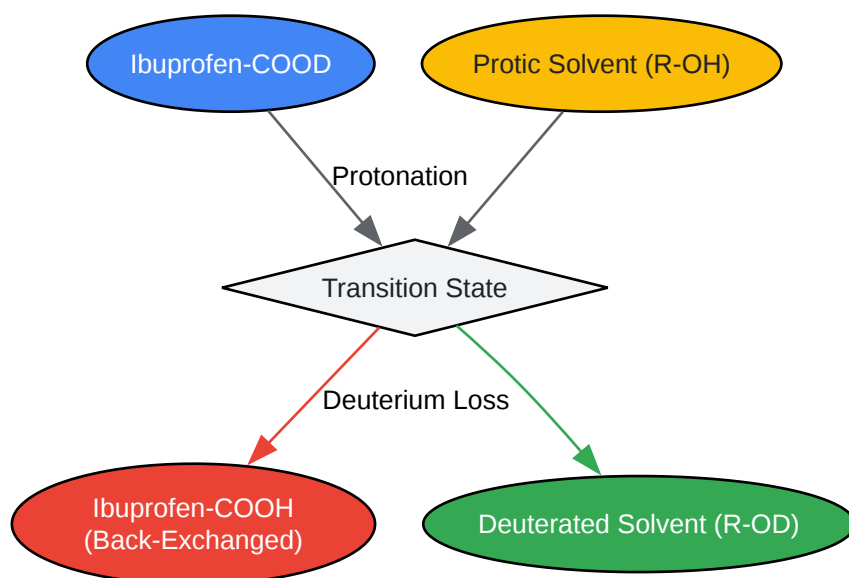 Ibuprofen-COOD
Protic Solvent (R-OH)
Protonation
Transition State
Deuterium Loss
Ibuprofen-COOH
(Back-Exchanged)
Deuterated Solvent (R-OD)